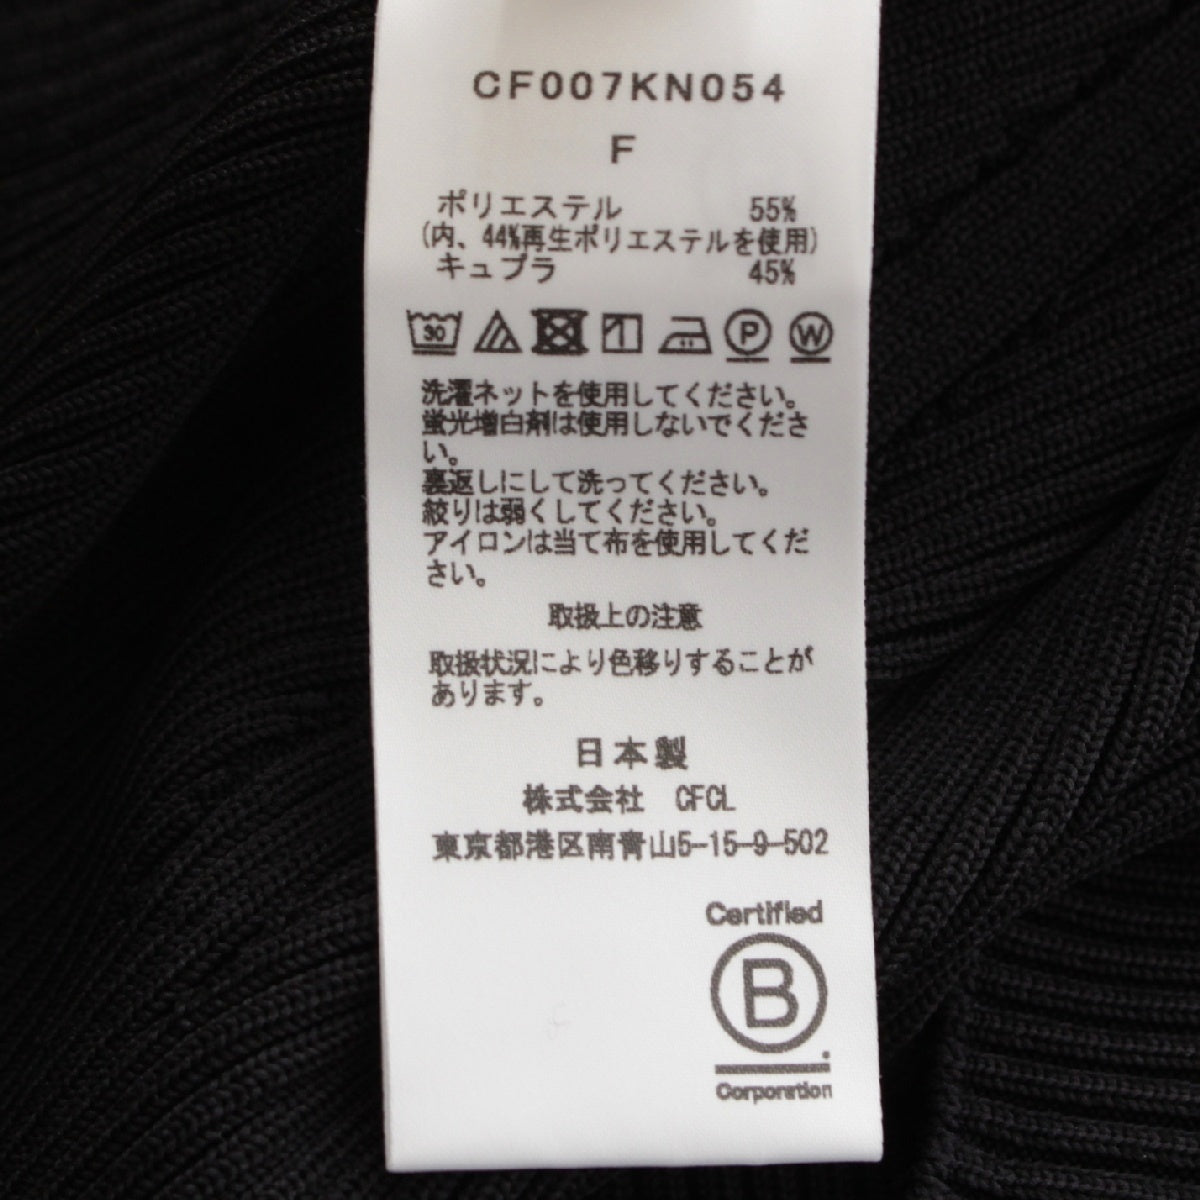 CF007KN054
F
ポリエステル 55%
(内、44%再生ポリエステルを使用)
キュプラ 45%
30 P W
洗濯ネットを使用してください。
蛍光増白剤は使用しないでくださ
い。
裏返しにして洗ってください。
絞りは弱くしてください。
アイロンは当て布を使用してくだ
さい。
取扱上の注意
取扱状況により色移りすることが
あります。
日本製
株式会社 CFCL
東京都港区南青山5-15-9-502
Certified
B
Corporation